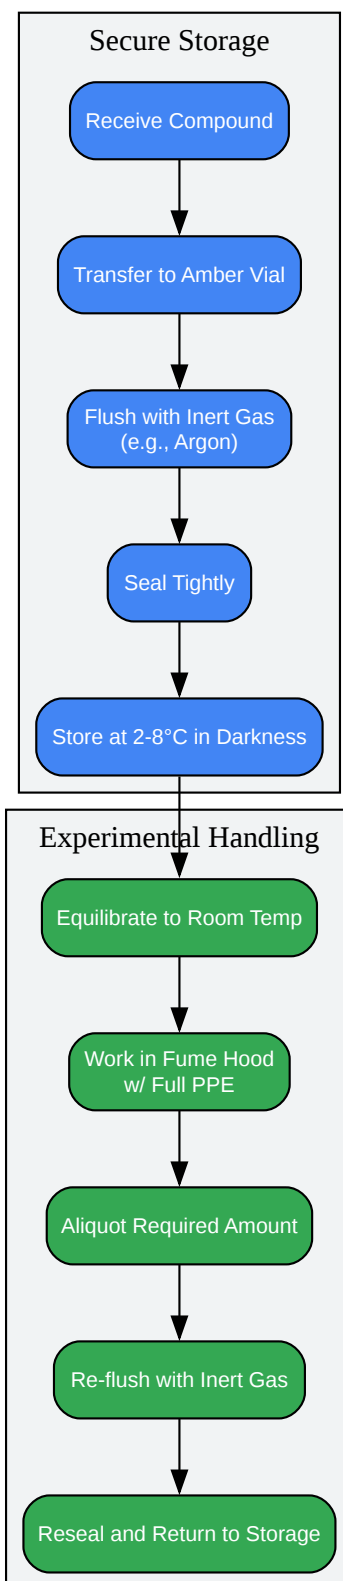 Secure Storage
Receive Compound
Transfer to Amber Vial
Flush with Inert Gas
(e.g., Argon)
Seal Tightly
Store at 2-8°C in Darkness
Experimental Handling
Equilibrate to Room Temp
Work in Fume Hood
w/ Full PPE
Aliquot Required Amount
Re-flush with Inert Gas
Reseal and Return to Storage